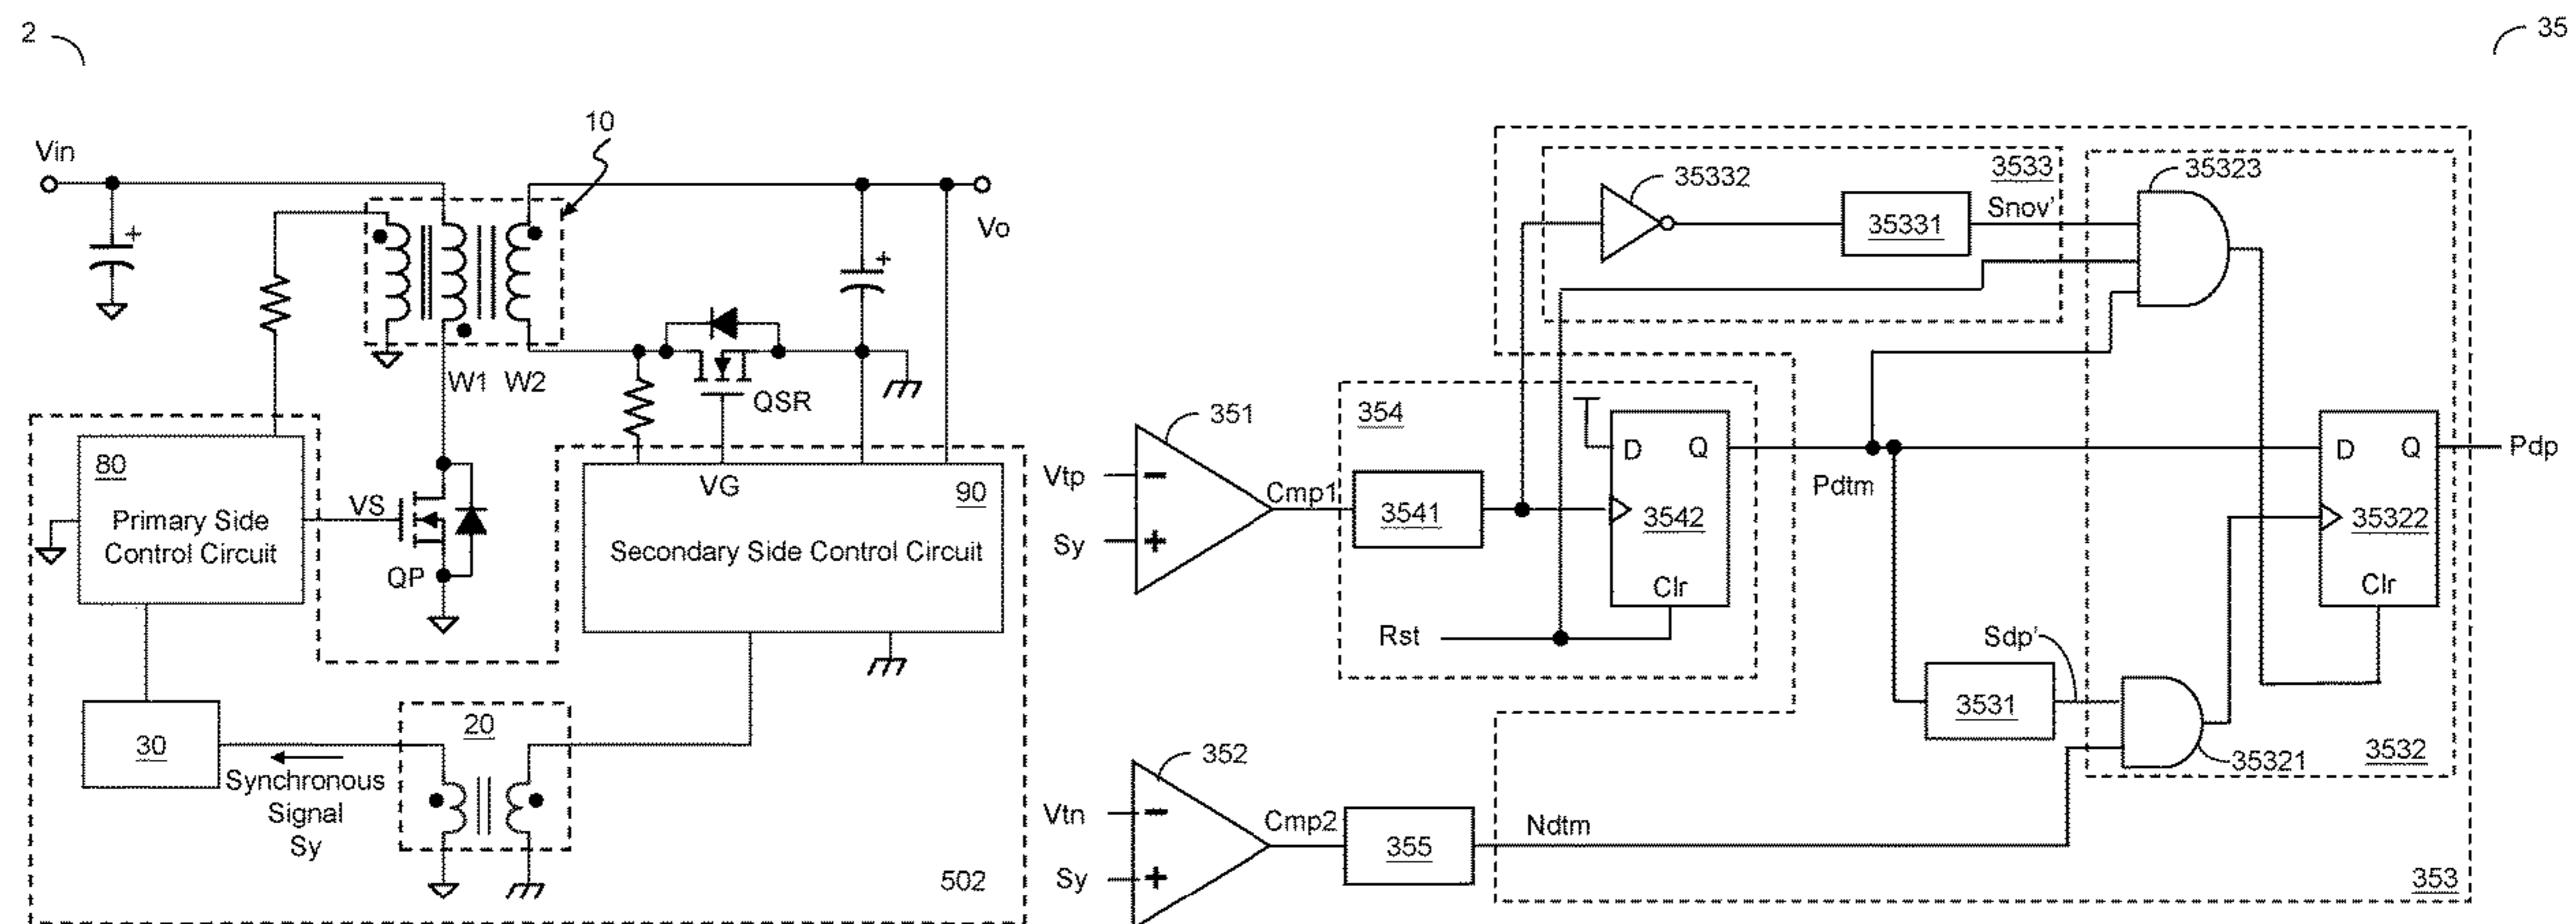 2
10
Vin
Vo
W1 W2
QSR
80
Primary Side
Control Circuit
VS
QP
VG
90
Secondary Side Control Circuit
30
Synchronous
Signal
Sy
20
502
35
35332
3533
35331
Snov'
35323
351
Vtp
Sy
Cmp1
354
3541
D Q
3542
Clr
Rst
Pdtm
D Q
35322
Clr
Pdp
Sdp'
3531
35321
3532
352
Vtn
Sy
Cmp2
355
Ndtm
353